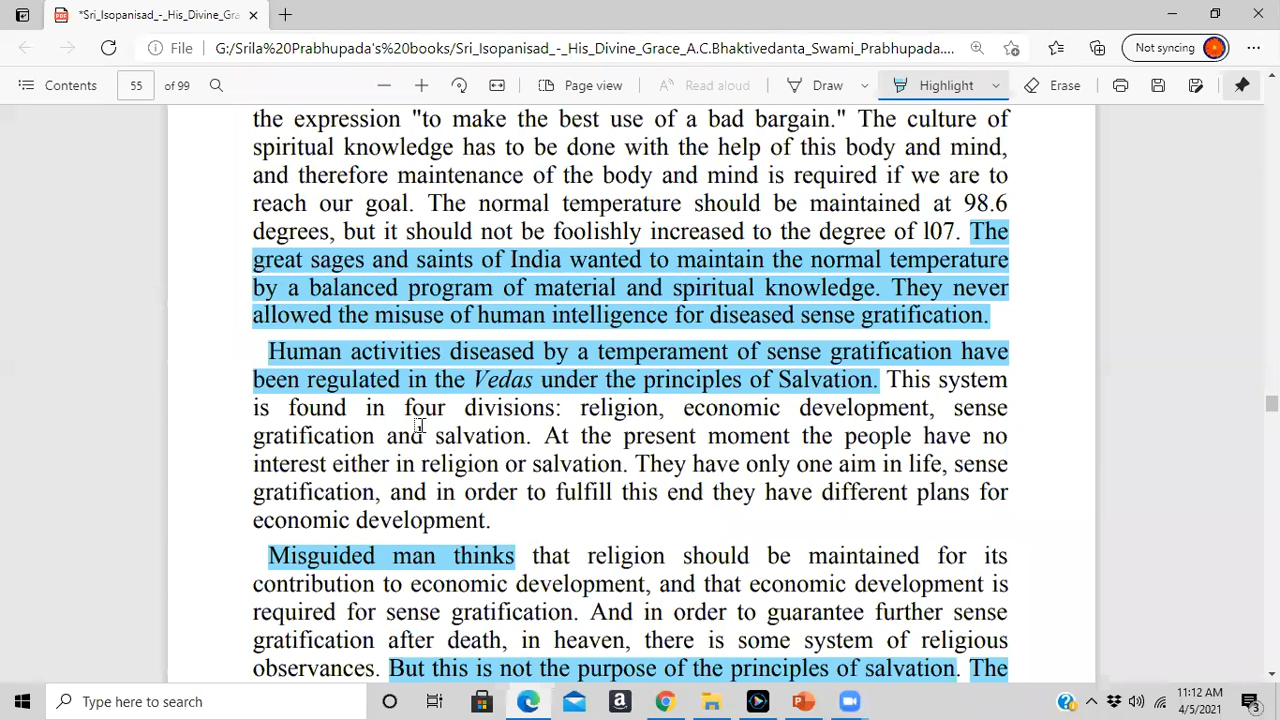 *Sri_Isopanisad_-_His_Divine_Gra
File
G:/Srila%20Prabhupada's%20books/Sri_Isopanisad_-_His_Divine_Grace_A.C.Bhaktivedanta_Swami_Prabhupada....
Not syncing
Contents
55
of 99
Page view
Read aloud
Draw
Highlight
Erase
the expression "to make the best use of a bad bargain." The culture of
spiritual knowledge has to be done with the help of this body and mind,
and therefore maintenance of the body and mind is required if we are to
reach our goal. The normal temperature should be maintained at 98.6
degrees, but it should not be foolishly increased to the degree of l07. The
great sages and saints of India wanted to maintain the normal temperature
by a balanced program of material and spiritual knowledge. They never
allowed the misuse of human intelligence for diseased sense gratification.
Human activities diseased by a temperament of sense gratification have
been regulated in the Vedas under the principles of Salvation. This system
is found in four divisions: religion, economic development, sense
gratification and salvation. At the present moment the people have no
interest either in religion or salvation. They have only one aim in life, sense
gratification, and in order to fulfill this end they have different plans for
economic development.
Misguided man thinks that religion should be maintained for its
contribution to economic development, and that economic development is
required for sense gratification. And in order to guarantee further sense
gratification after death, in heaven, there is some system of religious
observances. But this is not the purpose of the principles of salvation. The
Type here to search
11:12 AM
4/5/2021
3